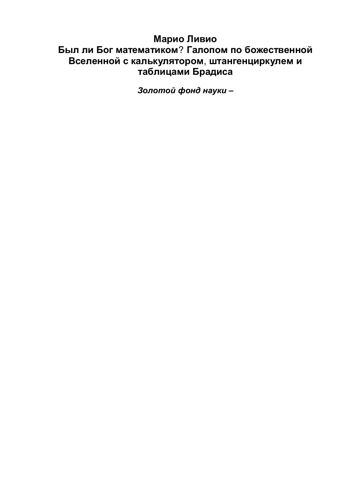 Марио Ливио
Был ли Бог математиком? Галопом по божественной
Вселенной с калькулятором, штангенциркулем и
таблицами Брадиса
Золотой фонд науки –